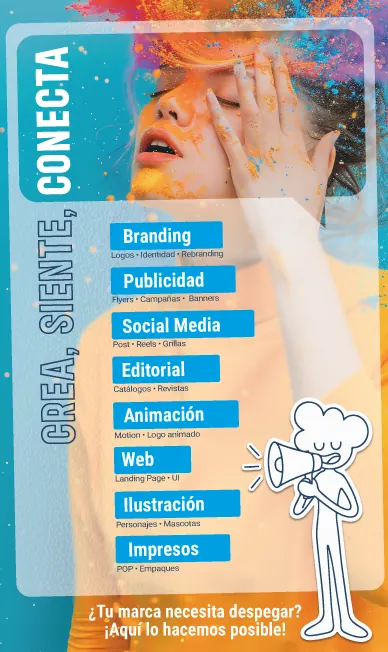 CREA, SIENTE, CONECTA
Branding
Logos • Identidad • Rebranding
Publicidad
Flyers • Campañas • Banners
Social Media
Post • Reels • Grillas
Editorial
Catálogos • Revistas
Animación
Motion • Logo animado
Web
Landing Page • UI
Ilustración
Personajes • Mascotas
Impresos
POP • Empaques
¿Tu marca necesita despegar?
¡Aquí lo hacemos posible!